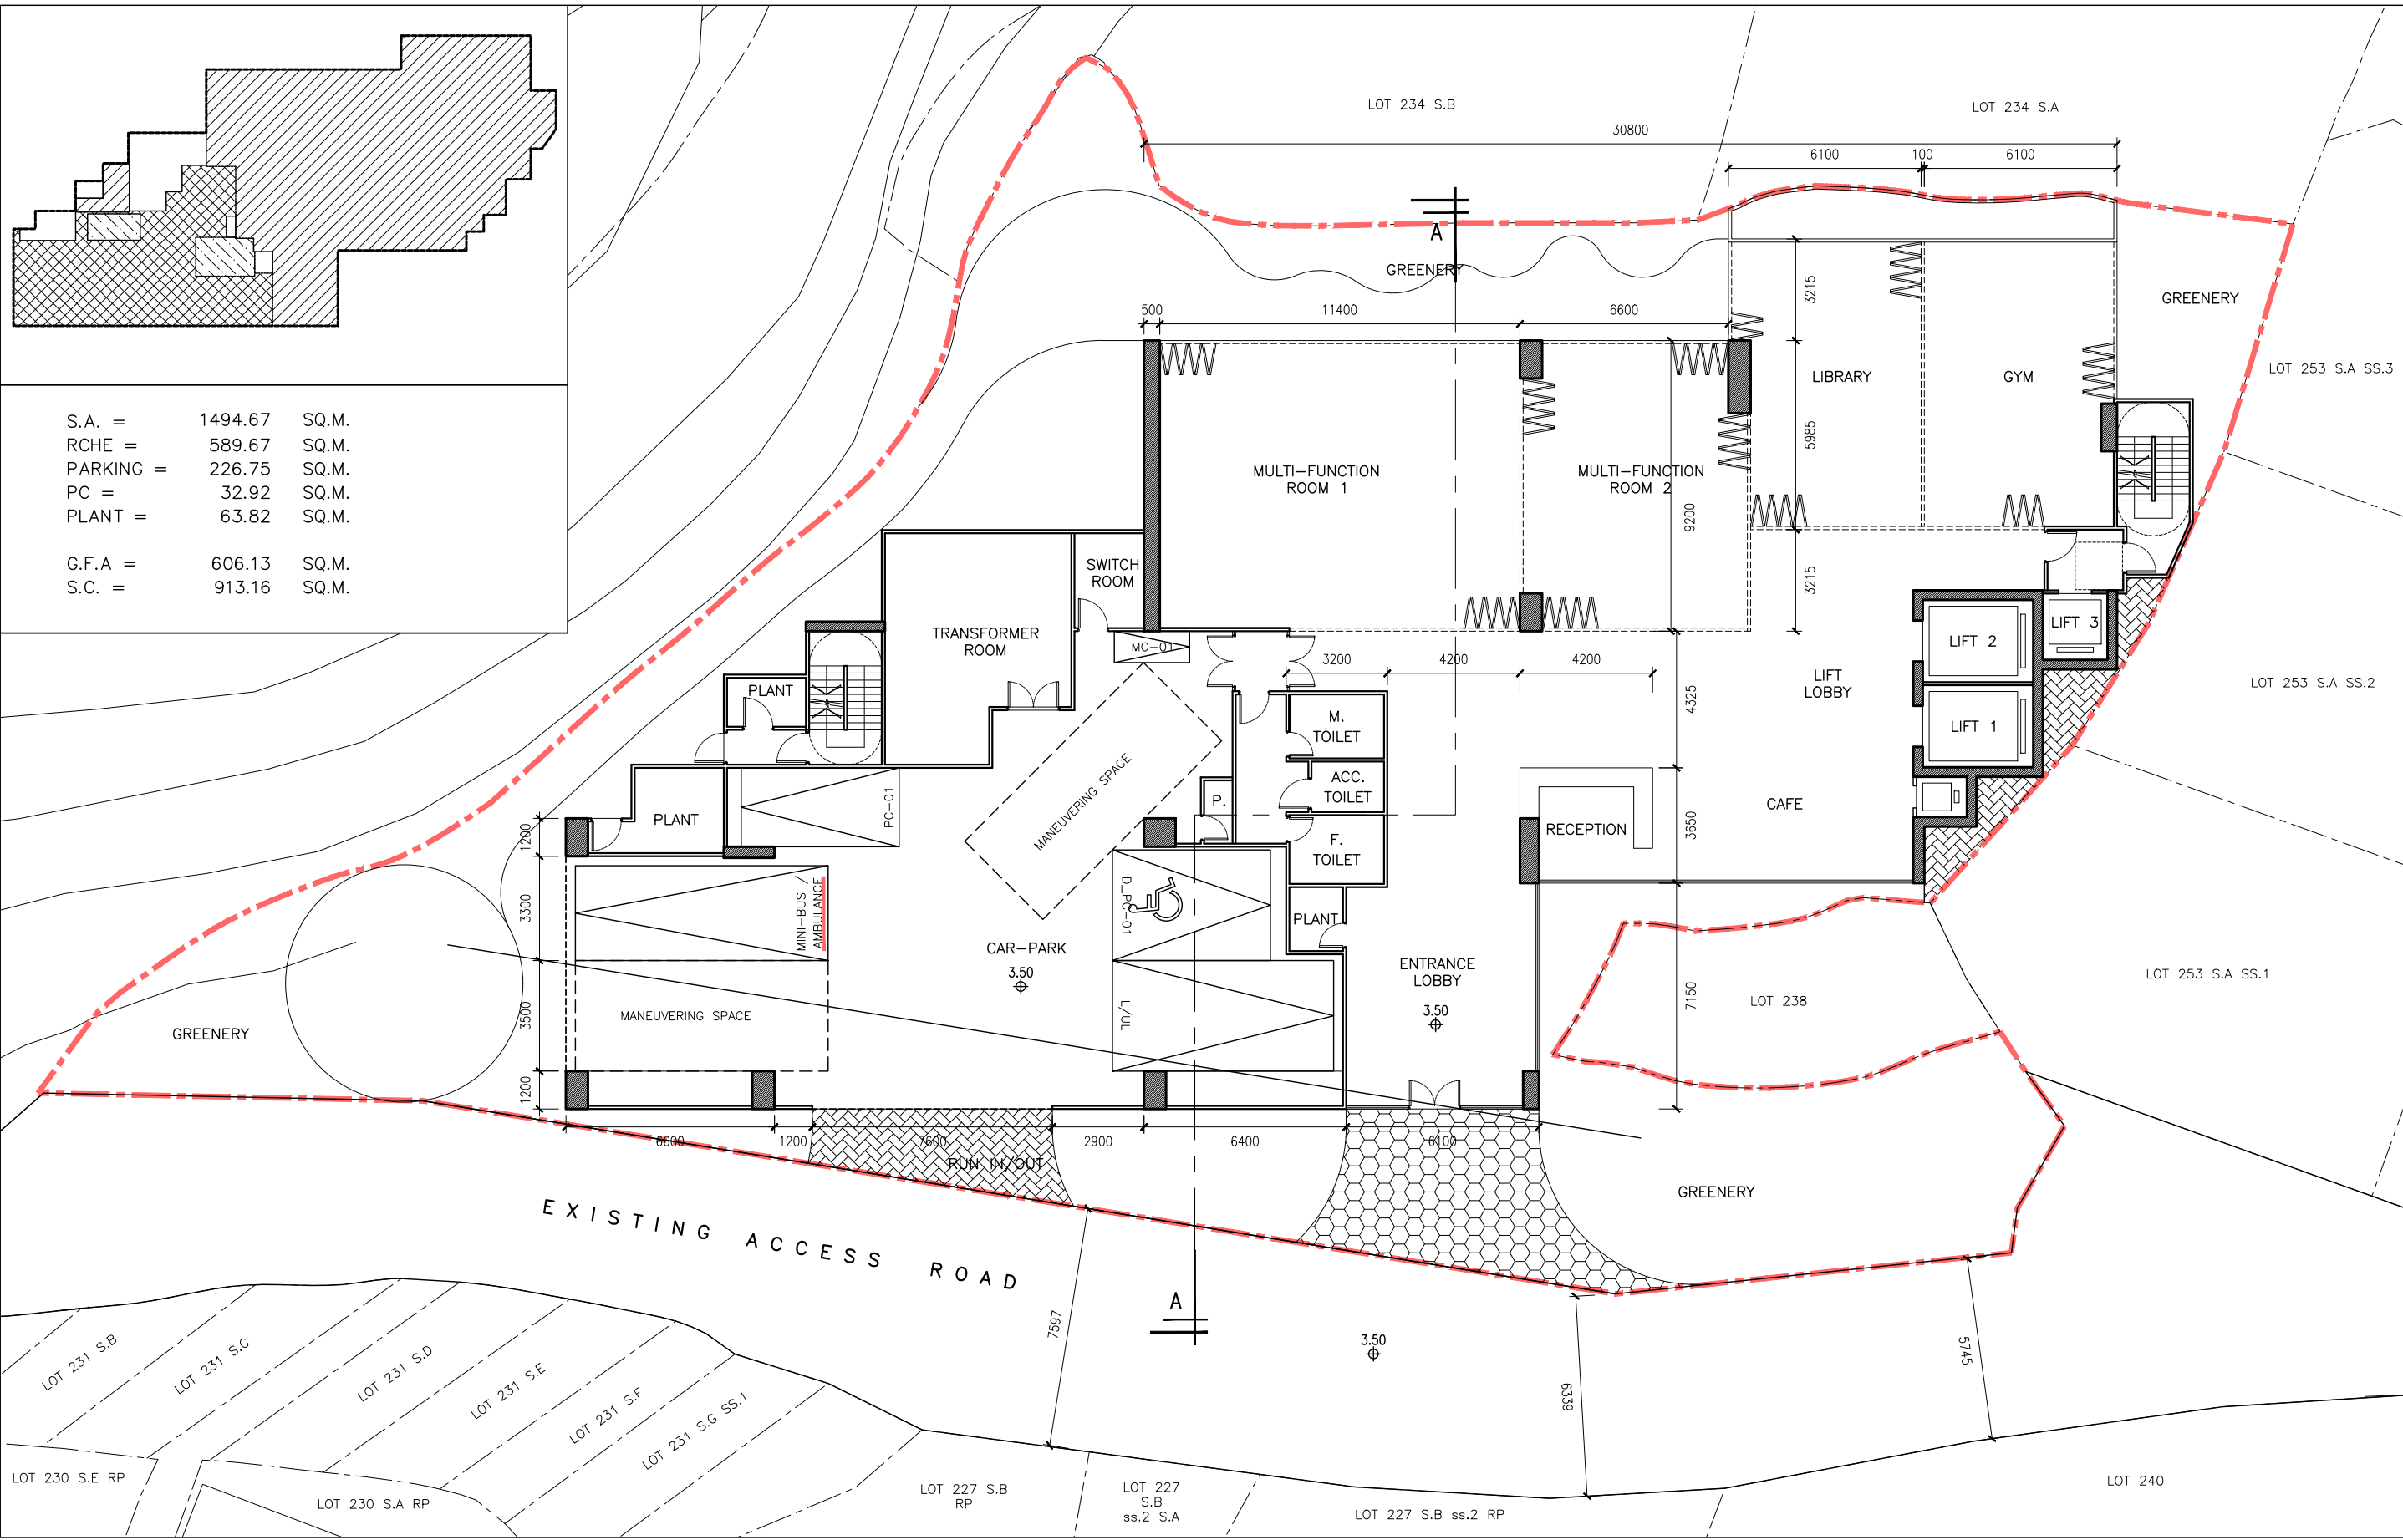 S.A. = 1494.67 SQ.M.
RCHE = 589.67 SQ.M.
PARKING = 226.75 SQ.M.
PC = 32.92 SQ.M.
PLANT = 63.82 SQ.M.
G.F.A = 606.13 SQ.M.
S.C. = 913.16 SQ.M.
LOT 234 S.B
LOT 234 S.A
30800
6100 100 6100
A
GREENERY
3215
GREENERY
500 11400 6600
LIBRARY
GYM
LOT 253 S.A SS.3
5985
MULTI-FUNCTION
ROOM 1
MULTI-FUNCTION
ROOM 2
9200
SWITCH
ROOM
3215
TRANSFORMER
ROOM
MC-01
LIFT 3
LIFT 2
3200 4200 4200
LIFT
LOBBY
LOT 253 S.A SS.2
PLANT
4325
M.
TOILET
LIFT 1
MANEUVERING SPACE
ACC.
TOILET
P.
PC-01
PLANT
CAFE
1200
RECEPTION
3650
F.
TOILET
MINI-BUS /
AMBULANCE
D_PC-01
3300
PLANT
CAR-PARK
3.50
ENTRANCE
LOBBY
3.50
LOT 253 S.A SS.1
LOT 238
7150
L/UL
3500
MANEUVERING SPACE
GREENERY
1200
6600 1200 7600 2900 6400 6100
RUN IN/OUT
GREENERY
EXISTING ACCESS ROAD
A
7597
3.50
6339
5745
LOT 231 S.B
LOT 231 S.C
LOT 231 S.D
LOT 231 S.E
LOT 231 S.F
LOT 231 S.G SS.1
LOT 230 S.E RP
LOT 230 S.A RP
LOT 227 S.B
RP
LOT 227
S.B
ss.2 S.A
LOT 227 S.B ss.2 RP
LOT 240